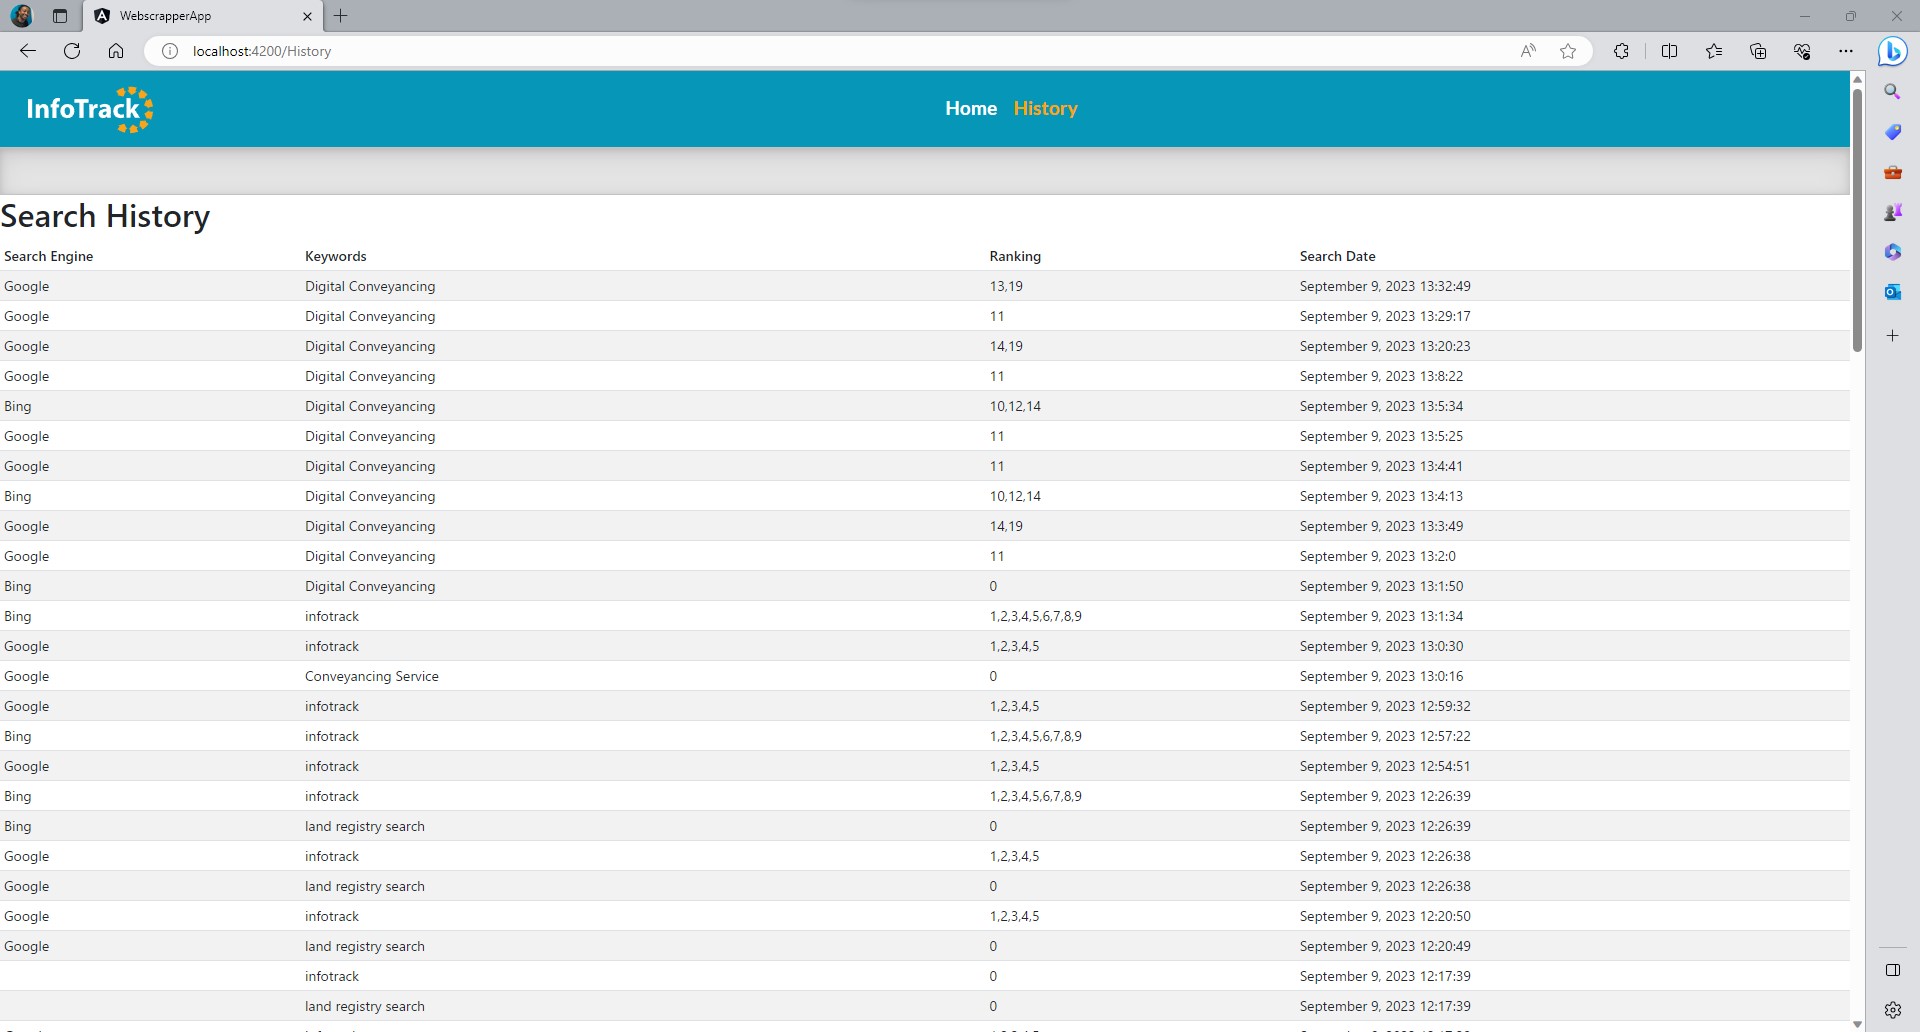 WebscrapperApp
localhost:4200/History
InfoTrack
Home History
Search History
Search Engine Keywords Ranking Search Date
Google Digital Conveyancing 13,19 September 9, 2023 13:32:49
Google Digital Conveyancing 11 September 9, 2023 13:29:17
Google Digital Conveyancing 14,19 September 9, 2023 13:20:23
Google Digital Conveyancing 11 September 9, 2023 13:8:22
Bing Digital Conveyancing 10,12,14 September 9, 2023 13:5:34
Google Digital Conveyancing 11 September 9, 2023 13:5:25
Google Digital Conveyancing 11 September 9, 2023 13:4:41
Bing Digital Conveyancing 10,12,14 September 9, 2023 13:4:13
Google Digital Conveyancing 14,19 September 9, 2023 13:3:49
Google Digital Conveyancing 11 September 9, 2023 13:2:0
Bing Digital Conveyancing 0 September 9, 2023 13:1:50
Bing infotrack 1,2,3,4,5,6,7,8,9 September 9, 2023 13:1:34
Google infotrack 1,2,3,4,5 September 9, 2023 13:0:30
Google Conveyancing Service 0 September 9, 2023 13:0:16
Google infotrack 1,2,3,4,5 September 9, 2023 12:59:32
Bing infotrack 1,2,3,4,5,6,7,8,9 September 9, 2023 12:57:22
Google infotrack 1,2,3,4,5 September 9, 2023 12:54:51
Bing infotrack 1,2,3,4,5,6,7,8,9 September 9, 2023 12:26:39
Bing land registry search 0 September 9, 2023 12:26:39
Google infotrack 1,2,3,4,5 September 9, 2023 12:26:38
Google land registry search 0 September 9, 2023 12:26:38
Google infotrack 1,2,3,4,5 September 9, 2023 12:20:50
Google land registry search 0 September 9, 2023 12:20:49
infotrack 0 September 9, 2023 12:17:39
land registry search 0 September 9, 2023 12:17:39